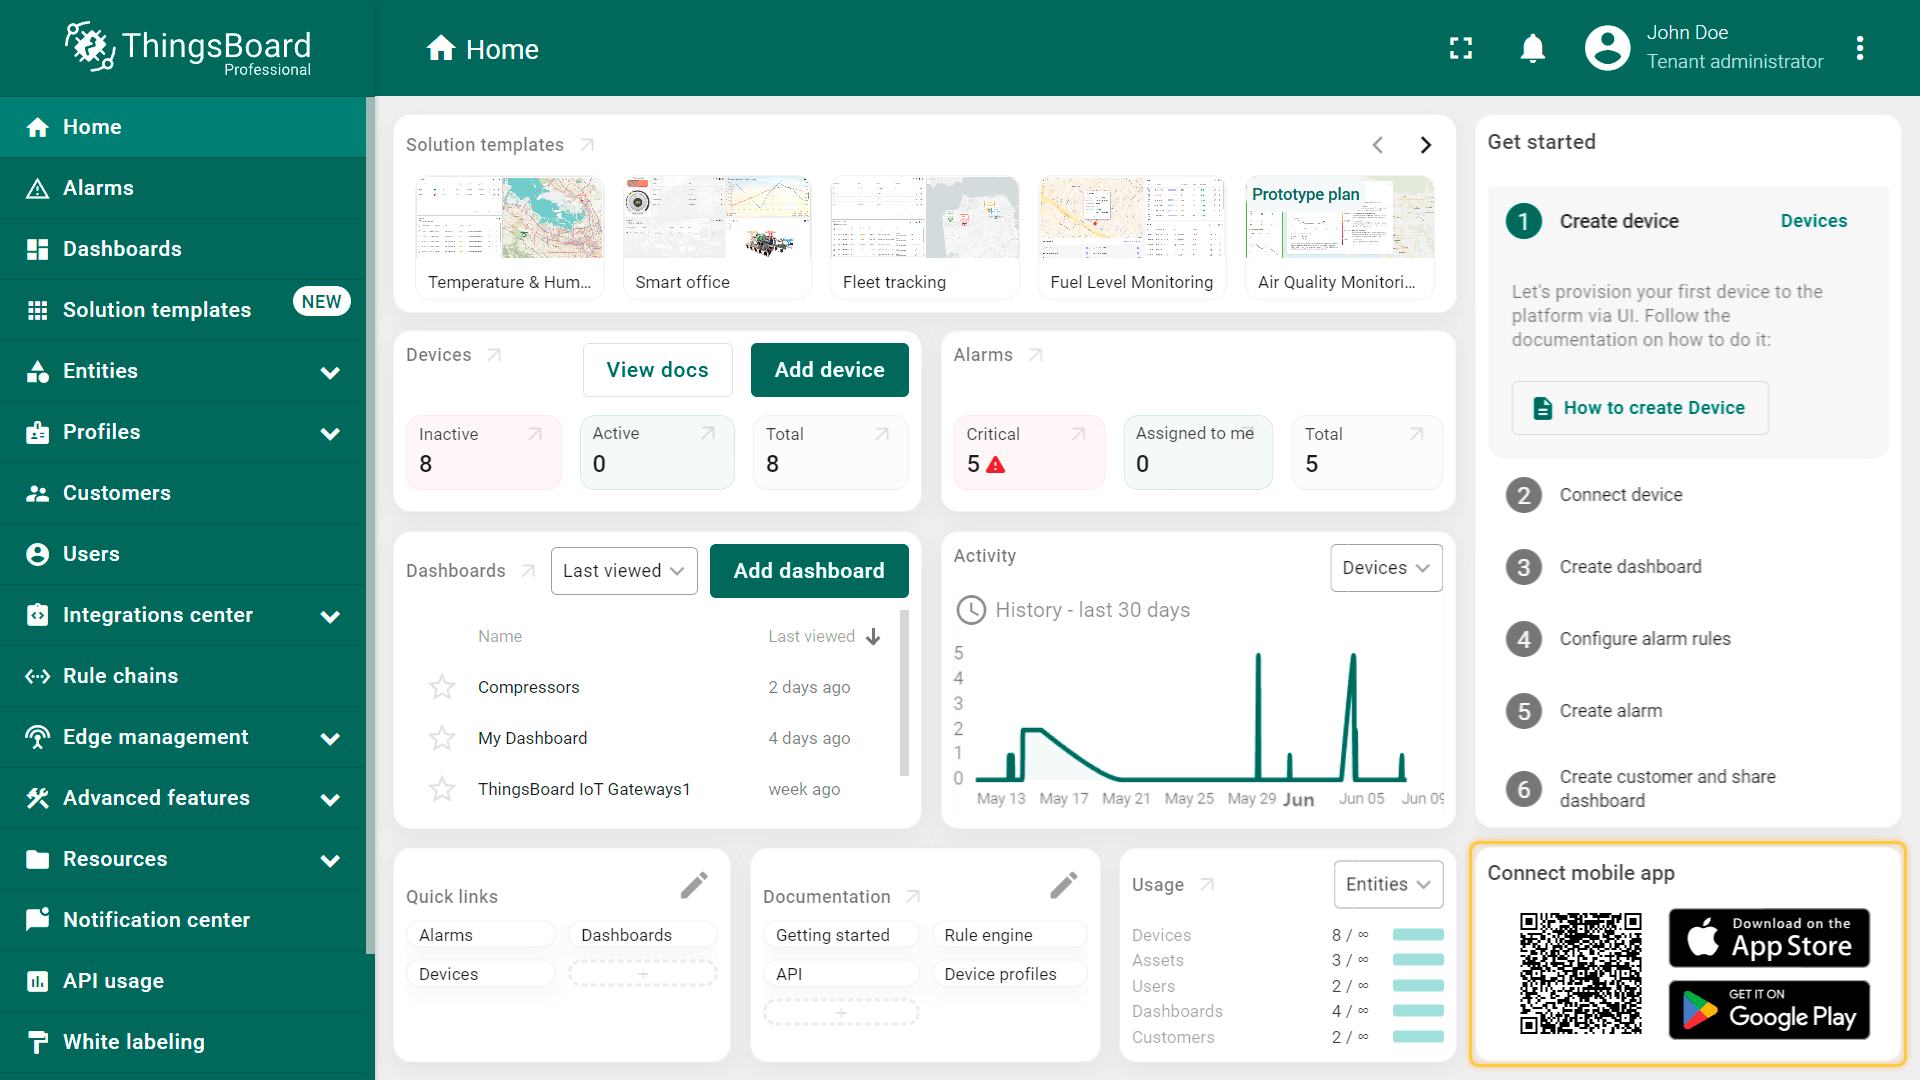 ThingsBoard
Professional
Home
John Doe
Tenant administrator
Home
Alarms
Dashboards
Solution templates
NEW
Entities
Profiles
Customers
Users
Integrations center
Rule chains
Edge management
Advanced features
Resources
Notification center
API usage
White labeling
Solution templates
Prototype plan
Temperature & Hum...
Smart office
Fleet tracking
Fuel Level Monitoring
Air Quality Monitori...
Devices
View docs
Add device
Inactive
8
Active
0
Total
8
Alarms
Critical
5
Assigned to me
0
Total
5
Dashboards
Last viewed
Add dashboard
Name
Last viewed
Compressors
2 days ago
My Dashboard
4 days ago
ThingsBoard IoT Gateways1
week ago
Activity
Devices
History - last 30 days
5
4
3
2
1
0
May 13 May 17 May 21 May 25 May 29 Jun Jun 05 Jun 09
Quick links
Alarms
Dashboards
Devices
+
Documentation
Getting started
Rule engine
API
Device profiles
+
Usage
Entities
Devices 8 / ∞
Assets 3 / ∞
Users 2 / ∞
Dashboards 4 / ∞
Customers 2 / ∞
Get started
1 Create device
Devices
Let's provision your first device to the
platform via UI. Follow the
documentation on how to do it:
How to create Device
2 Connect device
3 Create dashboard
4 Configure alarm rules
5 Create alarm
6 Create customer and share
dashboard
Connect mobile app
Download on the
App Store
GET IT ON
Google Play